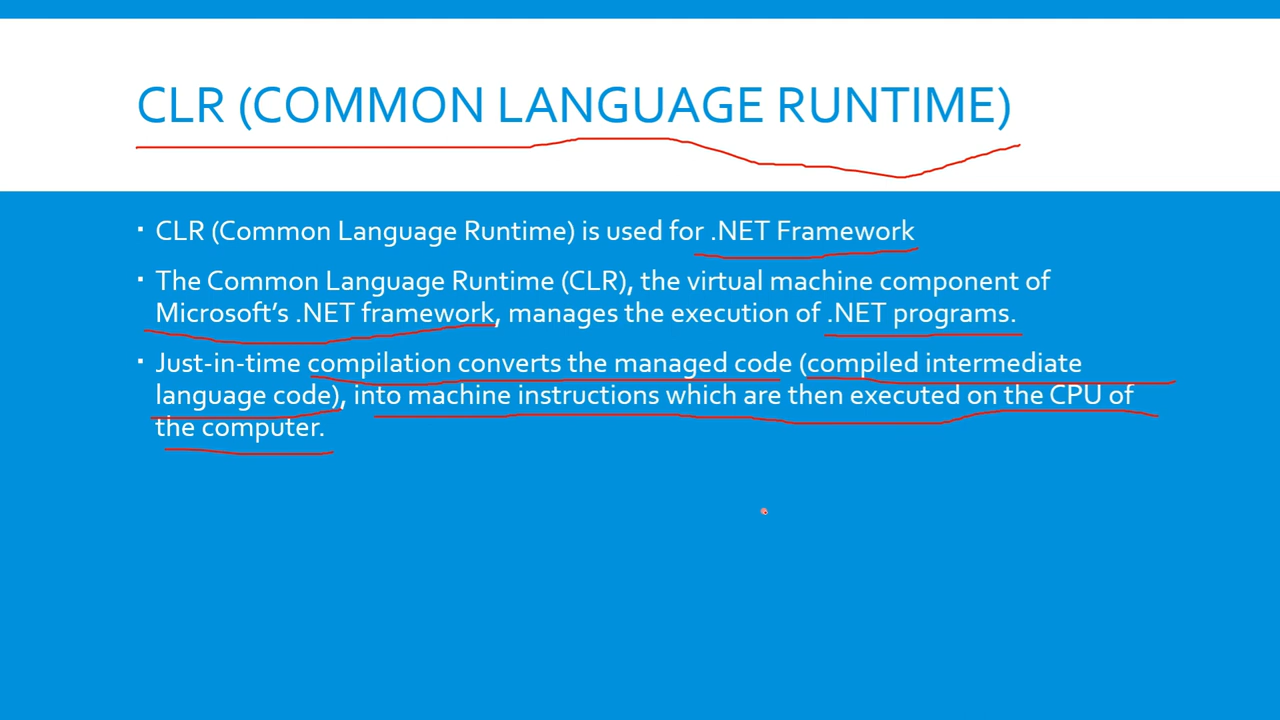 CLR (COMMON LANGUAGE RUNTIME)
▪ CLR (Common Language Runtime) is used for .NET Framework
▪ The Common Language Runtime (CLR), the virtual machine component of
Microsoft’s .NET framework, manages the execution of .NET programs.
▪ Just-in-time compilation converts the managed code (compiled intermediate
language code), into machine instructions which are then executed on the CPU of
the computer.